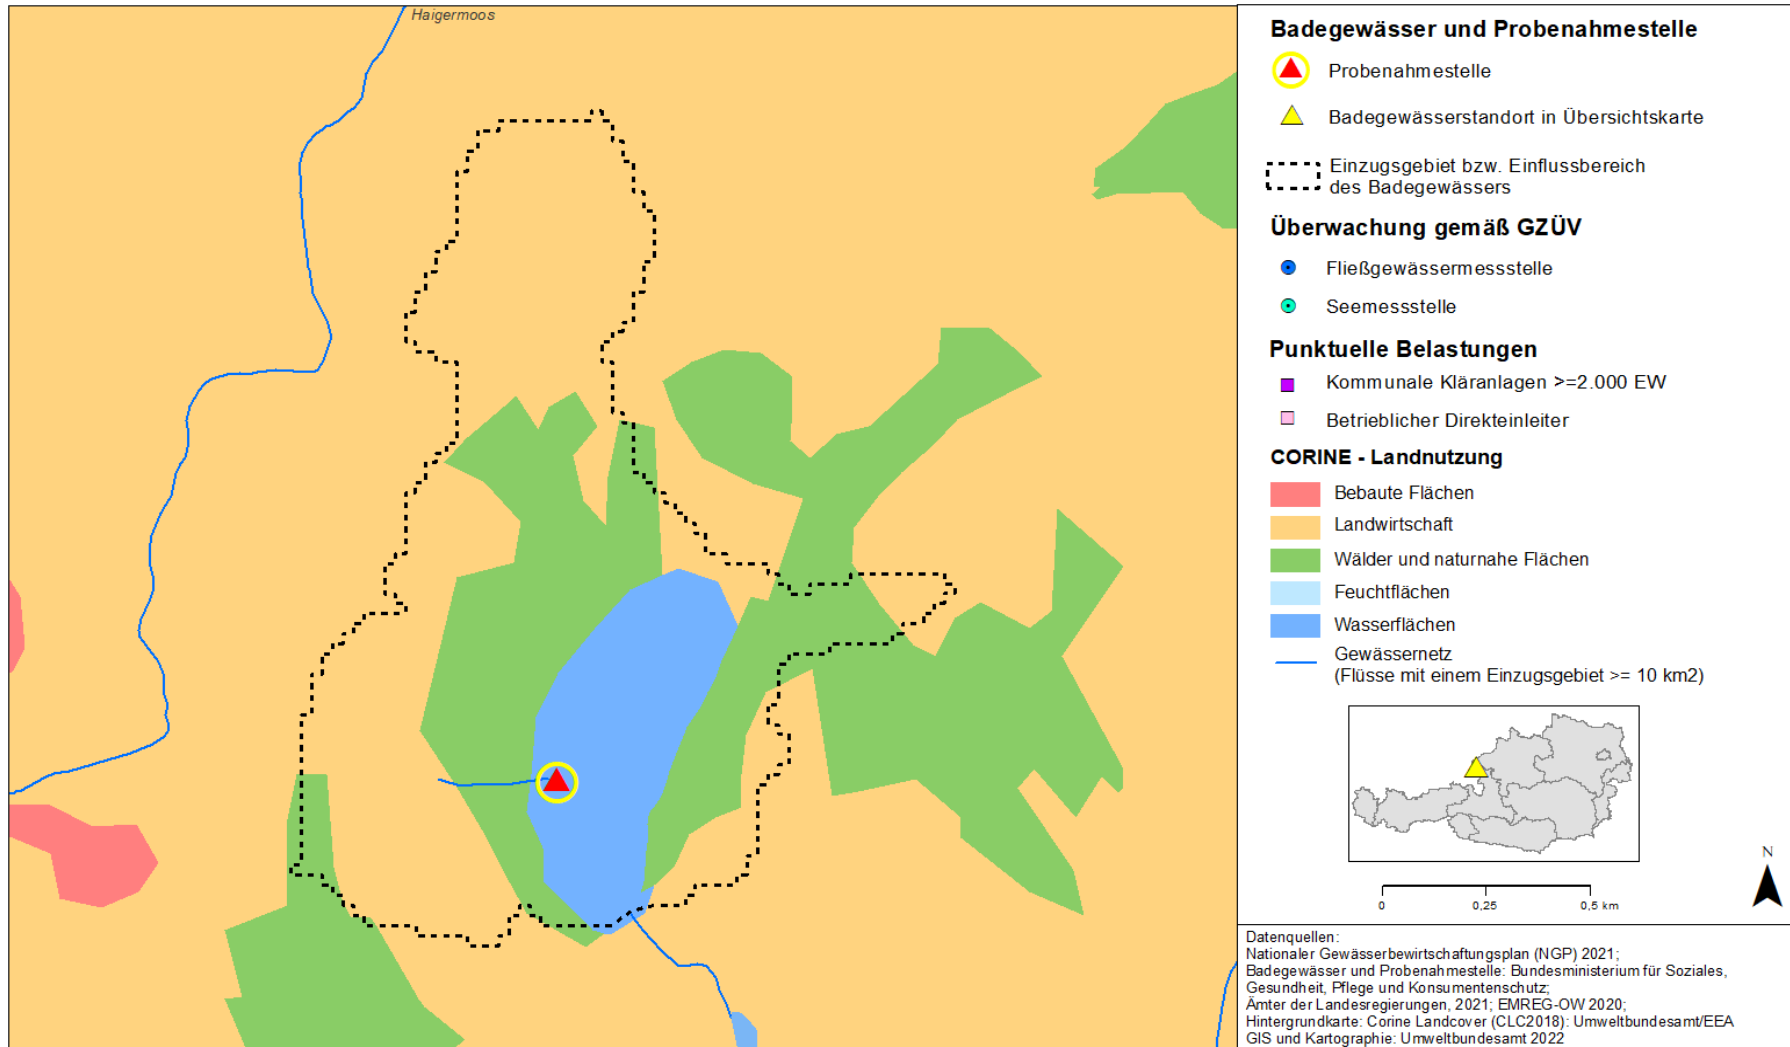 Haigermoos
Badegewässer und Probenahmestelle
Probenahmestelle
Badegewässerstandort in Übersichtskarte
Einzugsgebiet bzw. Einflussbereich
des Badegewässers
Überwachung gemäß GZÜV
Fließgewässermessstelle
Seemessstelle
Punktuelle Belastungen
Kommunale Kläranlagen >=2.000 EW
Betrieblicher Direkteinleiter
CORINE - Landnutzung
Bebaute Flächen
Landwirtschaft
Wälder und naturnahe Flächen
Feuchtflächen
Wasserflächen
Gewässernetz
(Flüsse mit einem Einzugsgebiet >= 10 km2)
N
0 0,25 0,5 km
Datenquellen:
Nationaler Gewässerbewirtschaftungsplan (NGP) 2021;
Badegewässer und Probenahmestelle: Bundesministerium für Soziales,
Gesundheit, Pflege und Konsumentenschutz;
Ämter der Landesregierungen, 2021; EMREG-OW 2020;
Hintergrundkarte: Corine Landcover (CLC2018): Umweltbundesamt/EEA
GIS und Kartographie: Umweltbundesamt 2022